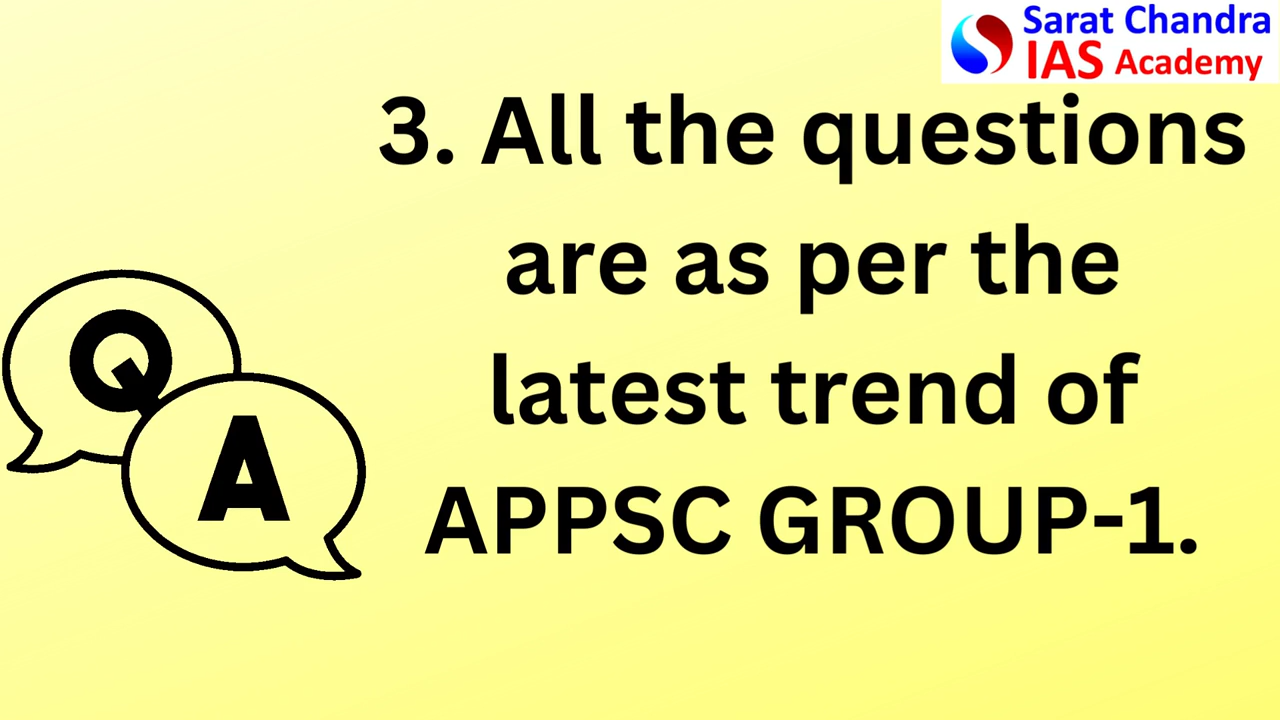 Sarat Chandra
IAS Academy
3. All the questions
are as per the
latest trend of
APPSC GROUP-1.
Q
A